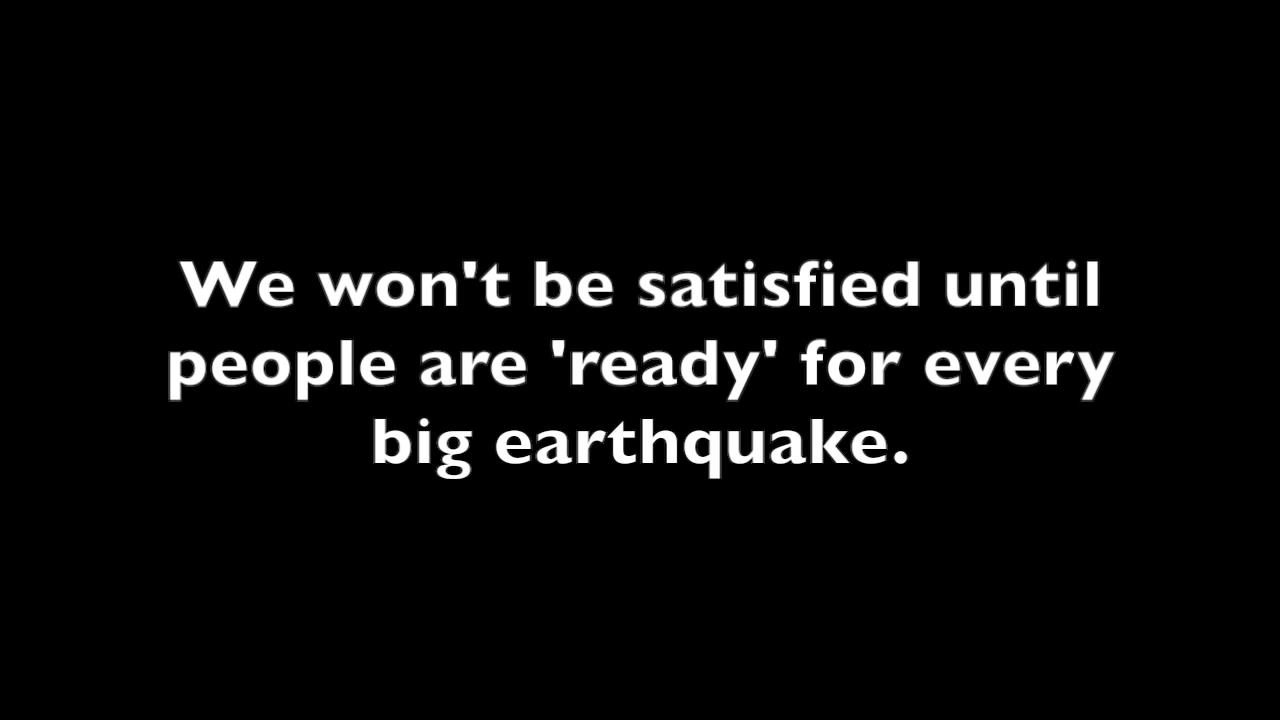 We won't be satisfied until
people are 'ready' for every
big earthquake.